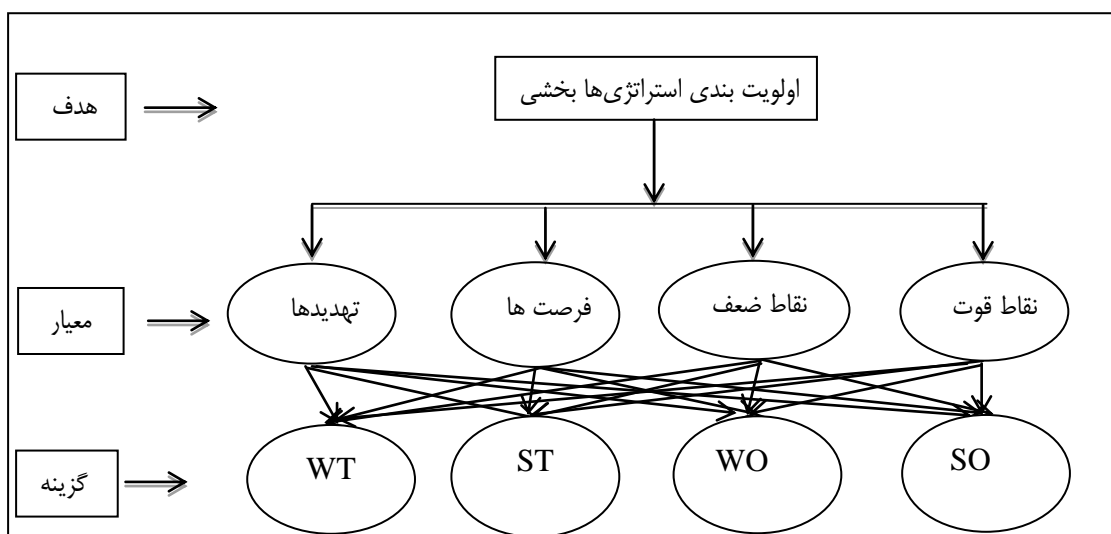 هدف
اولویت بندی استراتژی‌ها بخشی
معیار
نقاط قوت
نقاط ضعف
فرصت ها
تهدیدها
گزینه
SO
WO
ST
WT